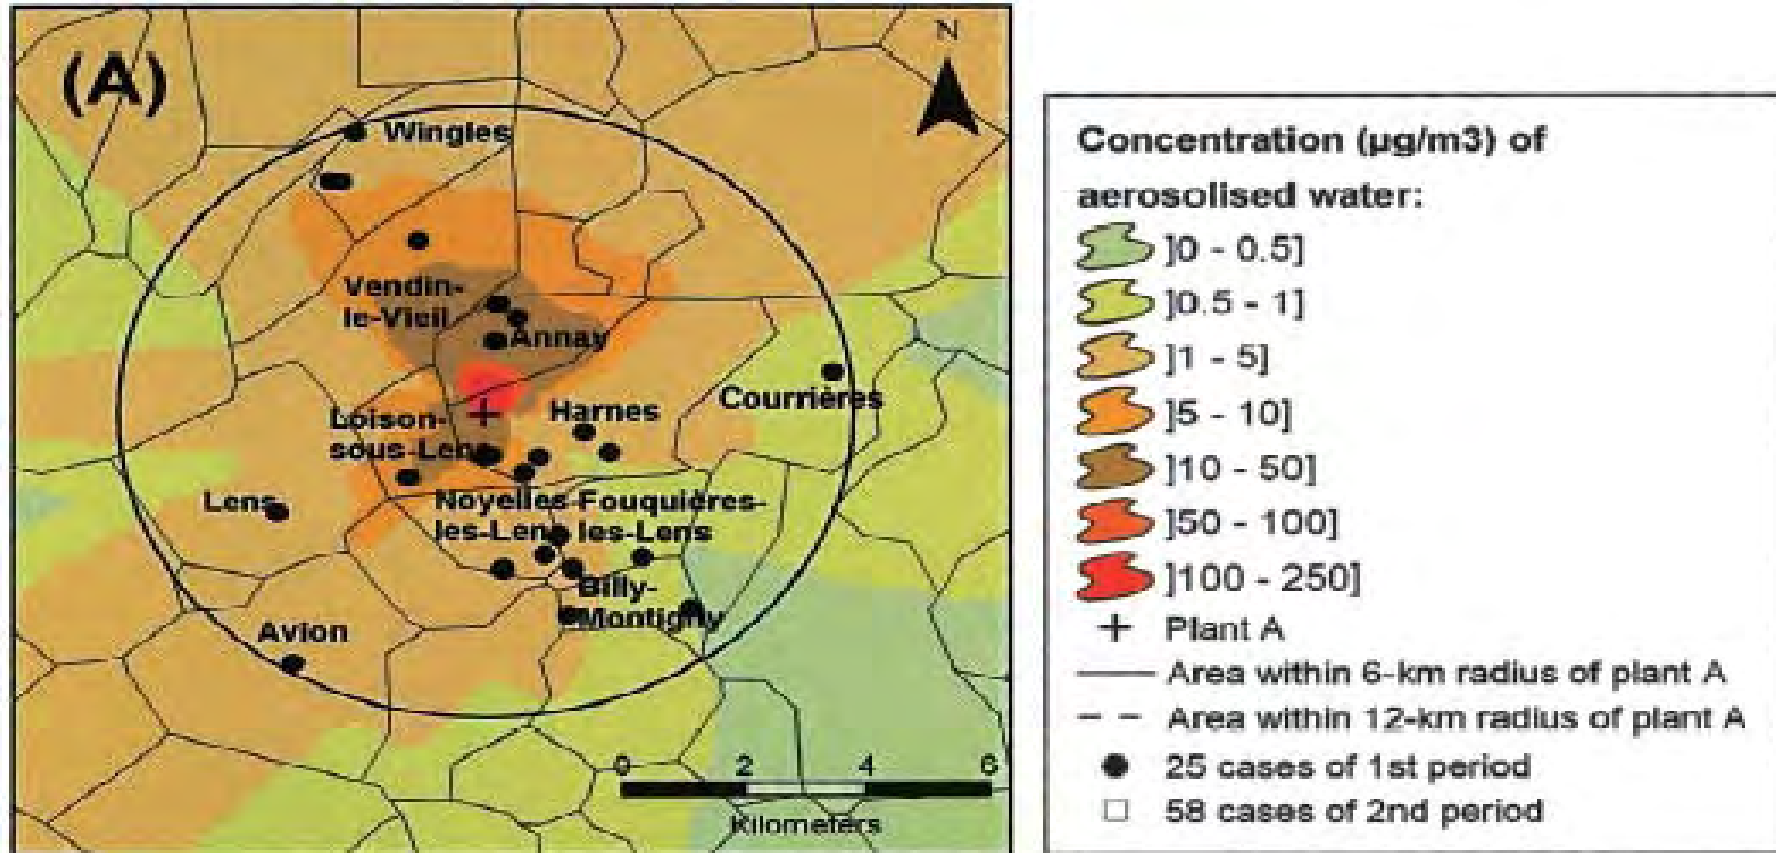 (A)
N
Wingles
Vendin-
le-Vieil
Annay
Courrières
Harnes
Loison-
sous-Lens
Lens
Noyelles-Fouquières-
les-Lens les-Lens
Billy-
Montigny
Avion
0 2 4 6
Kilometers
Concentration (µg/m3) of
aerosolised water:
]0 - 0.5]
]0.5 - 1]
]1 - 5]
]5 - 10]
]10 - 50]
]50 - 100]
]100 - 250]
Plant A
Area within 6-km radius of plant A
Area within 12-km radius of plant A
25 cases of 1st period
58 cases of 2nd period